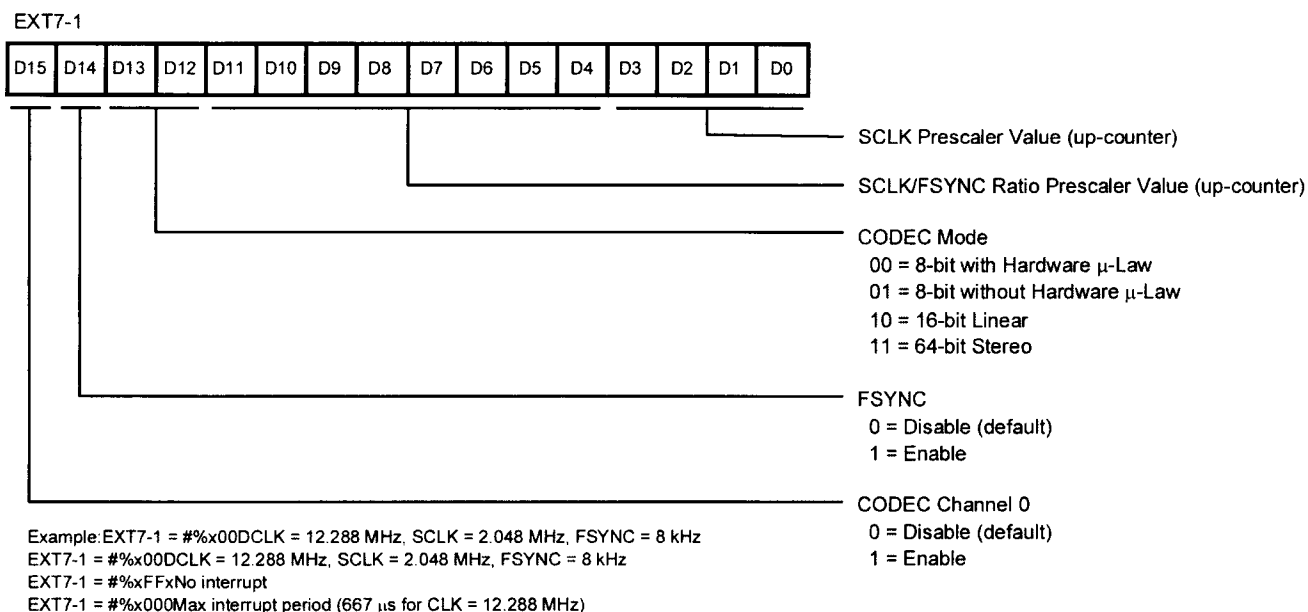 EXT7-1
D15 D14 D13 D12 D11 D10 D9 D8 D7 D6 D5 D4 D3 D2 D1 D0
SCLK Prescaler Value (up-counter)
SCLK/FSYNC Ratio Prescaler Value (up-counter)
CODEC Mode
00 = 8-bit with Hardware μ-Law
01 = 8-bit without Hardware μ-Law
10 = 16-bit Linear
11 = 64-bit Stereo
FSYNC
0 = Disable (default)
1 = Enable
CODEC Channel 0
0 = Disable (default)
1 = Enable
Example:EXT7-1 = #%x00DCLK = 12.288 MHz, SCLK = 2.048 MHz, FSYNC = 8 kHz
EXT7-1 = #%x00DCLK = 12.288 MHz, SCLK = 2.048 MHz, FSYNC = 8 kHz
EXT7-1 = #%xFFxNo interrupt
EXT7-1 = #%x000Max interrupt period (667 μs for CLK = 12.288 MHz)